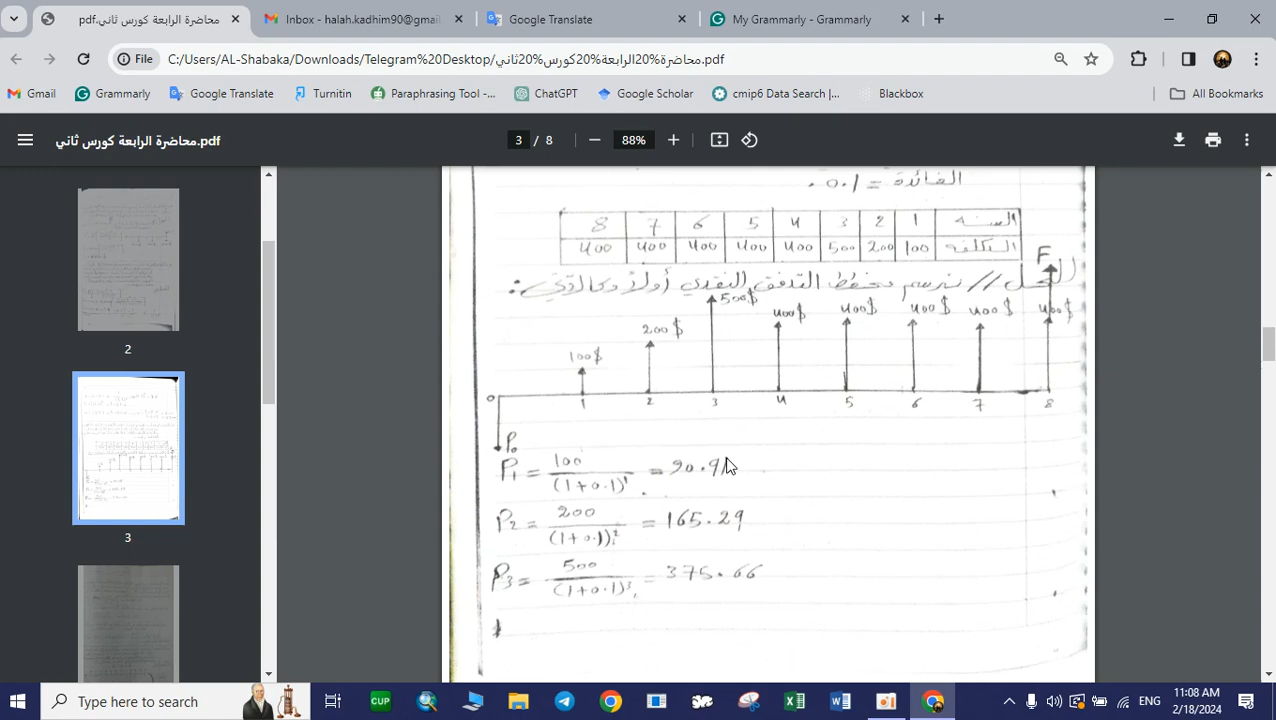 محاضرة الرابعة كورس ثاني.pdf
Inbox - halah.kadhim90@gmail
Google Translate
My Grammarly - Grammarly
File
C:/Users/AL-Shabaka/Downloads/Telegram%20Desktop/محاضرة%20الرابعة%20كورس%20ثاني.pdf
Gmail
Grammarly
Google Translate
Turnitin
Paraphrasing Tool -...
ChatGPT
Google Scholar
cmip6 Data Search |...
Blackbox
All Bookmarks
محاضرة الرابعة كورس ثاني.pdf
3 / 8
88%
2
3
الفائدة = 0.1
السنة 1 2 3 4 5 6 7 8
التكلفة 100 200 500 400 400 400 400 400
الحل // نرسم مخطط التدفق النقدي أولاً وكالآتي :
F
100$ 200$ 500$ 400$ 400$ 400$ 400$ 400$
0 1 2 3 4 5 6 7 8
P₀
P₁ = 100/(1+0.1)¹ = 90.9
P₂ = 200/(1+0.1)² = 165.29
P₃ = 500/(1+0.1)³ = 375.66
Type here to search
CUP
ENG
11:08 AM
2/18/2024